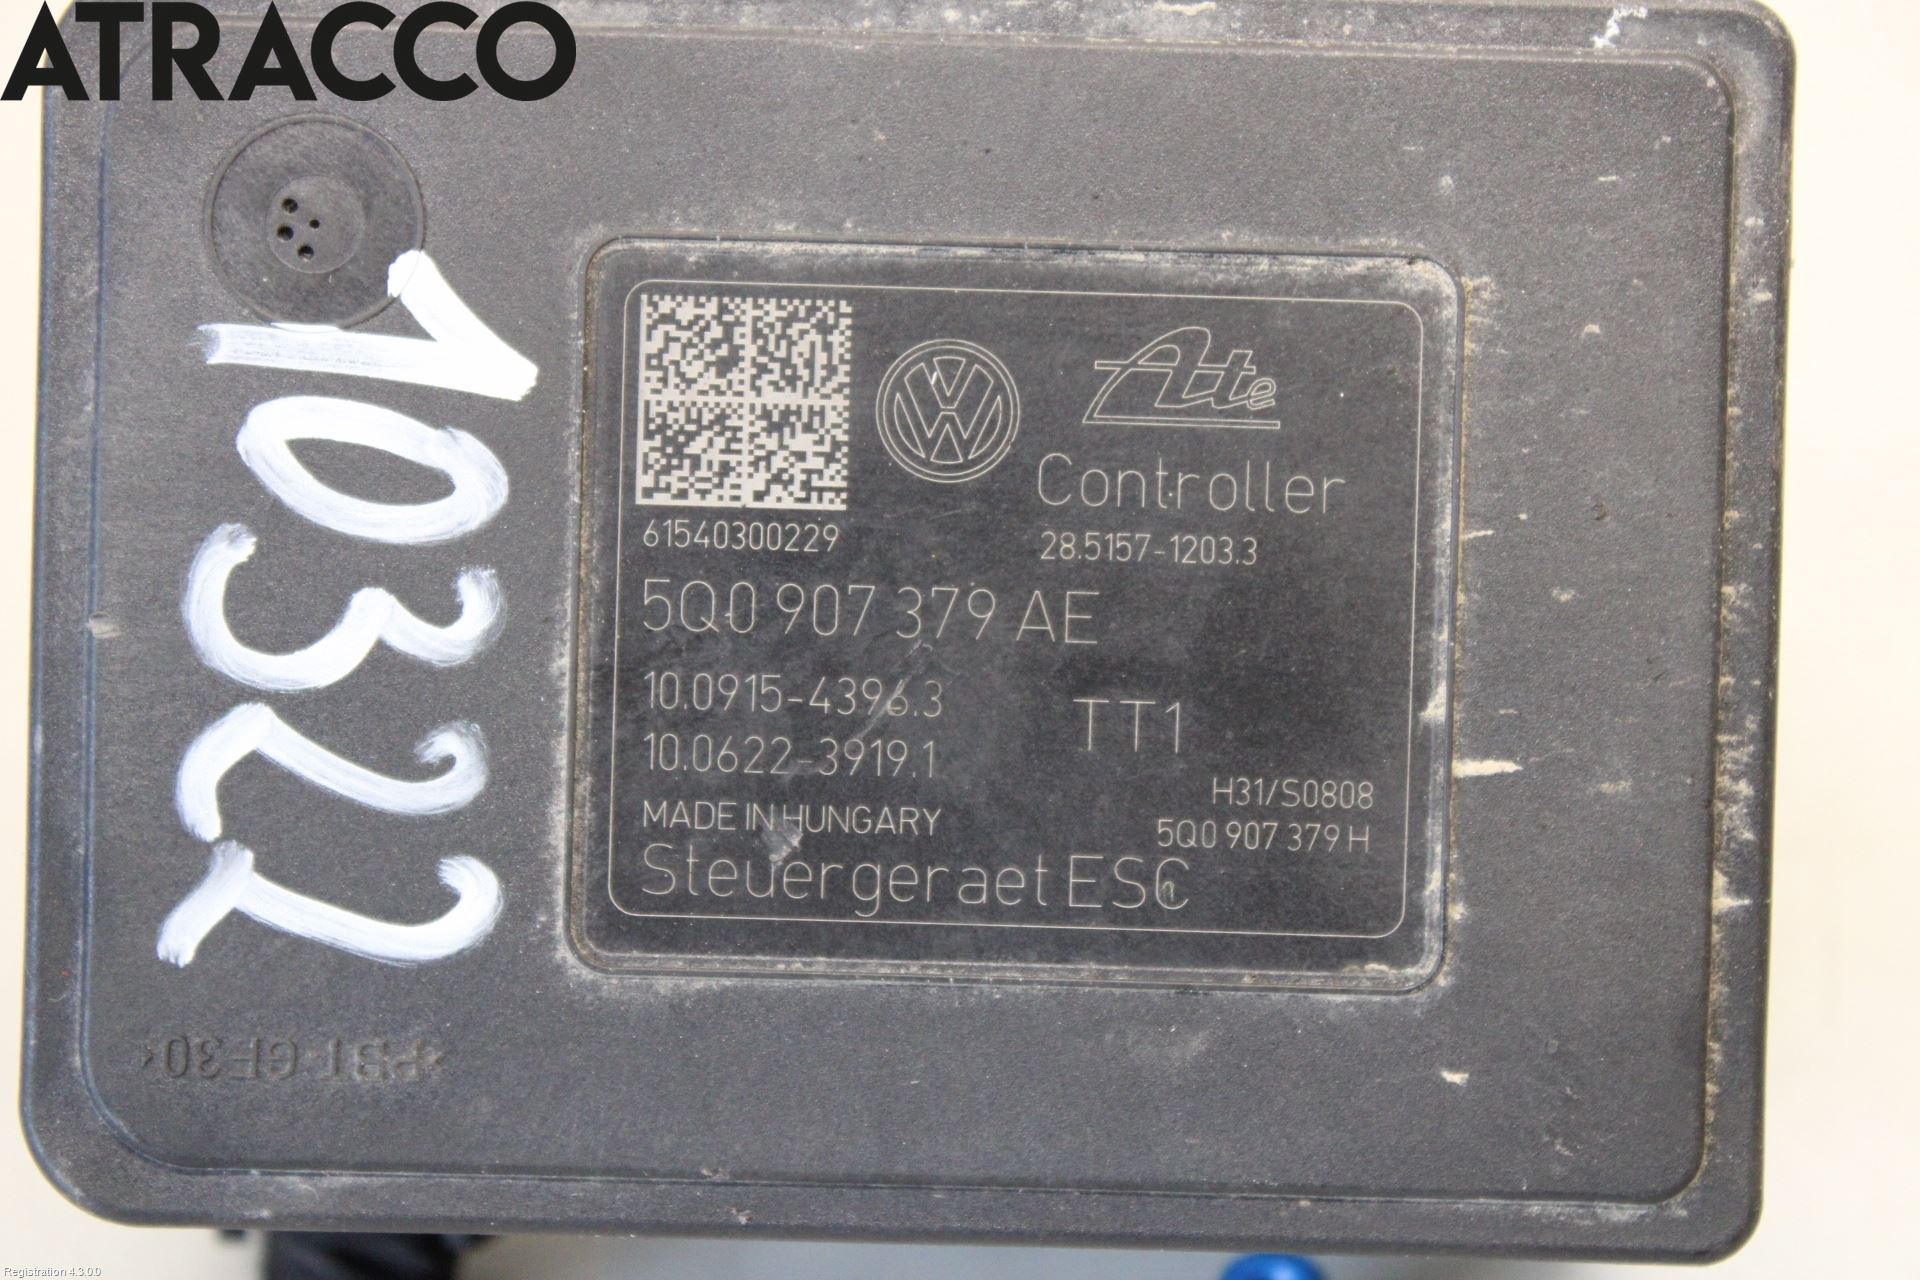 ATRACCO
10322
Ate
Controller
61540300229
28.5157-1203.3
5Q0 907 379 AE
10.0915-4396.3
TT1
10.0622-3919.1
H31/S0808
MADE IN HUNGARY
5Q0 907 379 H
Steuergeraet ESC
>PBT GF30<
Registration 4.3.0.0